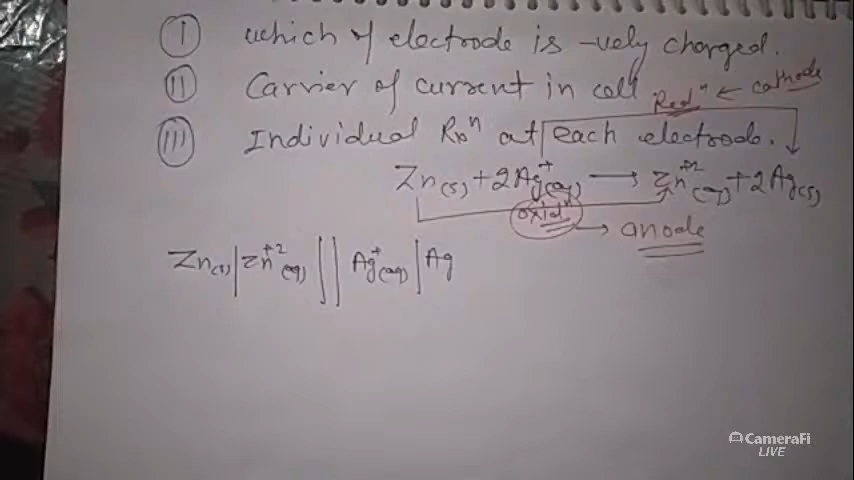 I which of electrode is -vely charged.
II Carrier of current in cell
Redⁿ ← cathode
III Individual Rxⁿ at each electrode.
Zn(s) + 2Ag⁺(aq) → Zn⁺²(aq) + 2Ag(s)
oxidⁿ → anode
Zn(s)|Zn⁺²(aq)||Ag⁺(aq)|Ag
CameraFi
LIVE